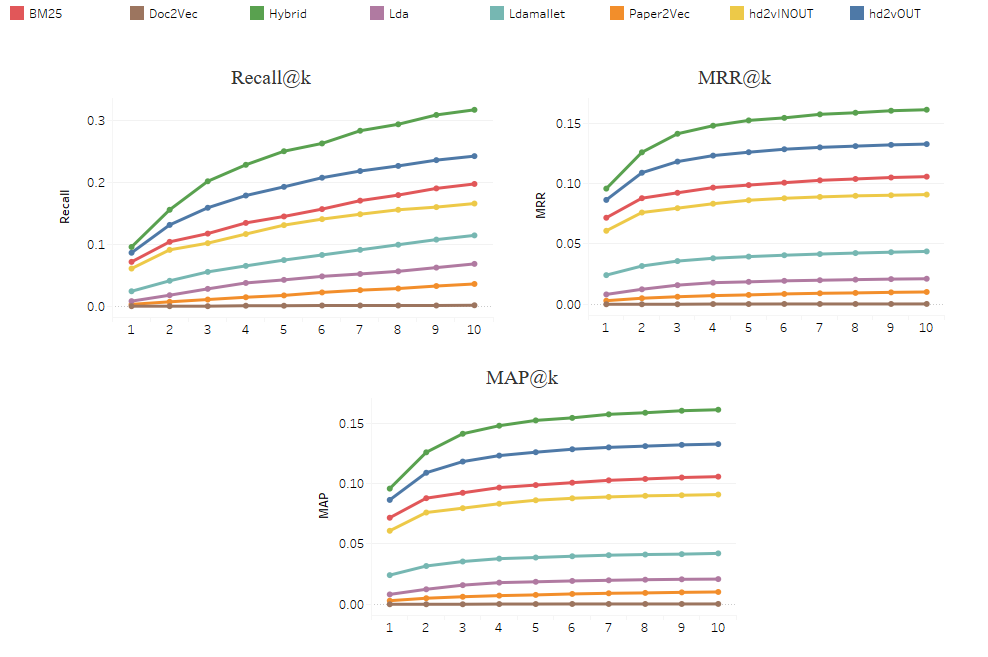 BM25 Doc2Vec Hybrid Lda Ldamallet Paper2Vec hd2vINOUT hd2vOUT
Recall@k
0.3
0.2
0.1
0.0
Recall
1 2 3 4 5 6 7 8 9 10
MRR@k
0.15
0.10
0.05
0.00
MRR
1 2 3 4 5 6 7 8 9 10
MAP@k
0.15
0.10
0.05
0.00
MAP
1 2 3 4 5 6 7 8 9 10